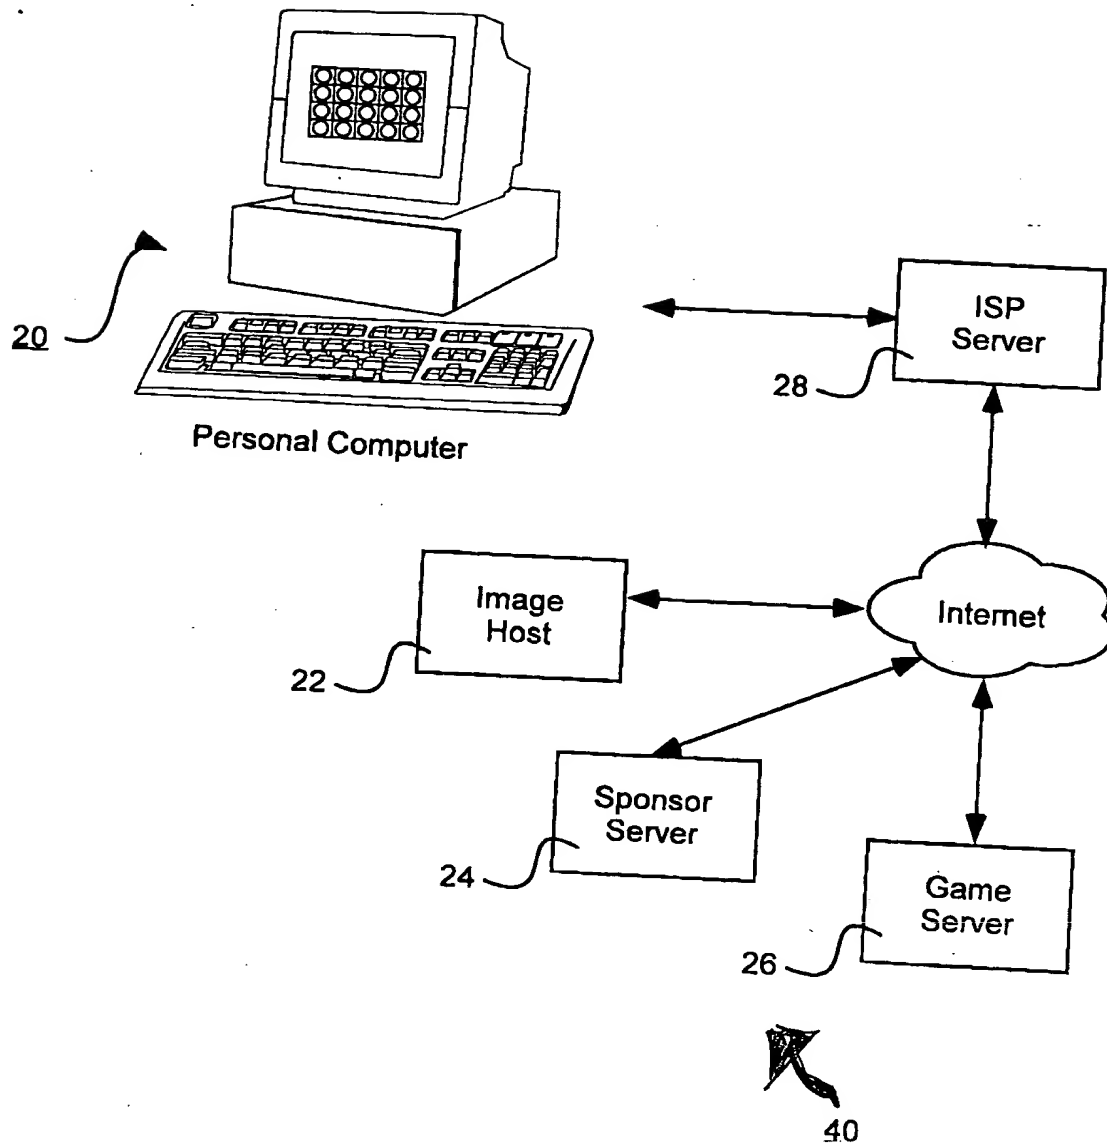 20
Personal Computer
ISP
Server
28
Image
Host
22
Internet
Sponsor
Server
24
Game
Server
26
40